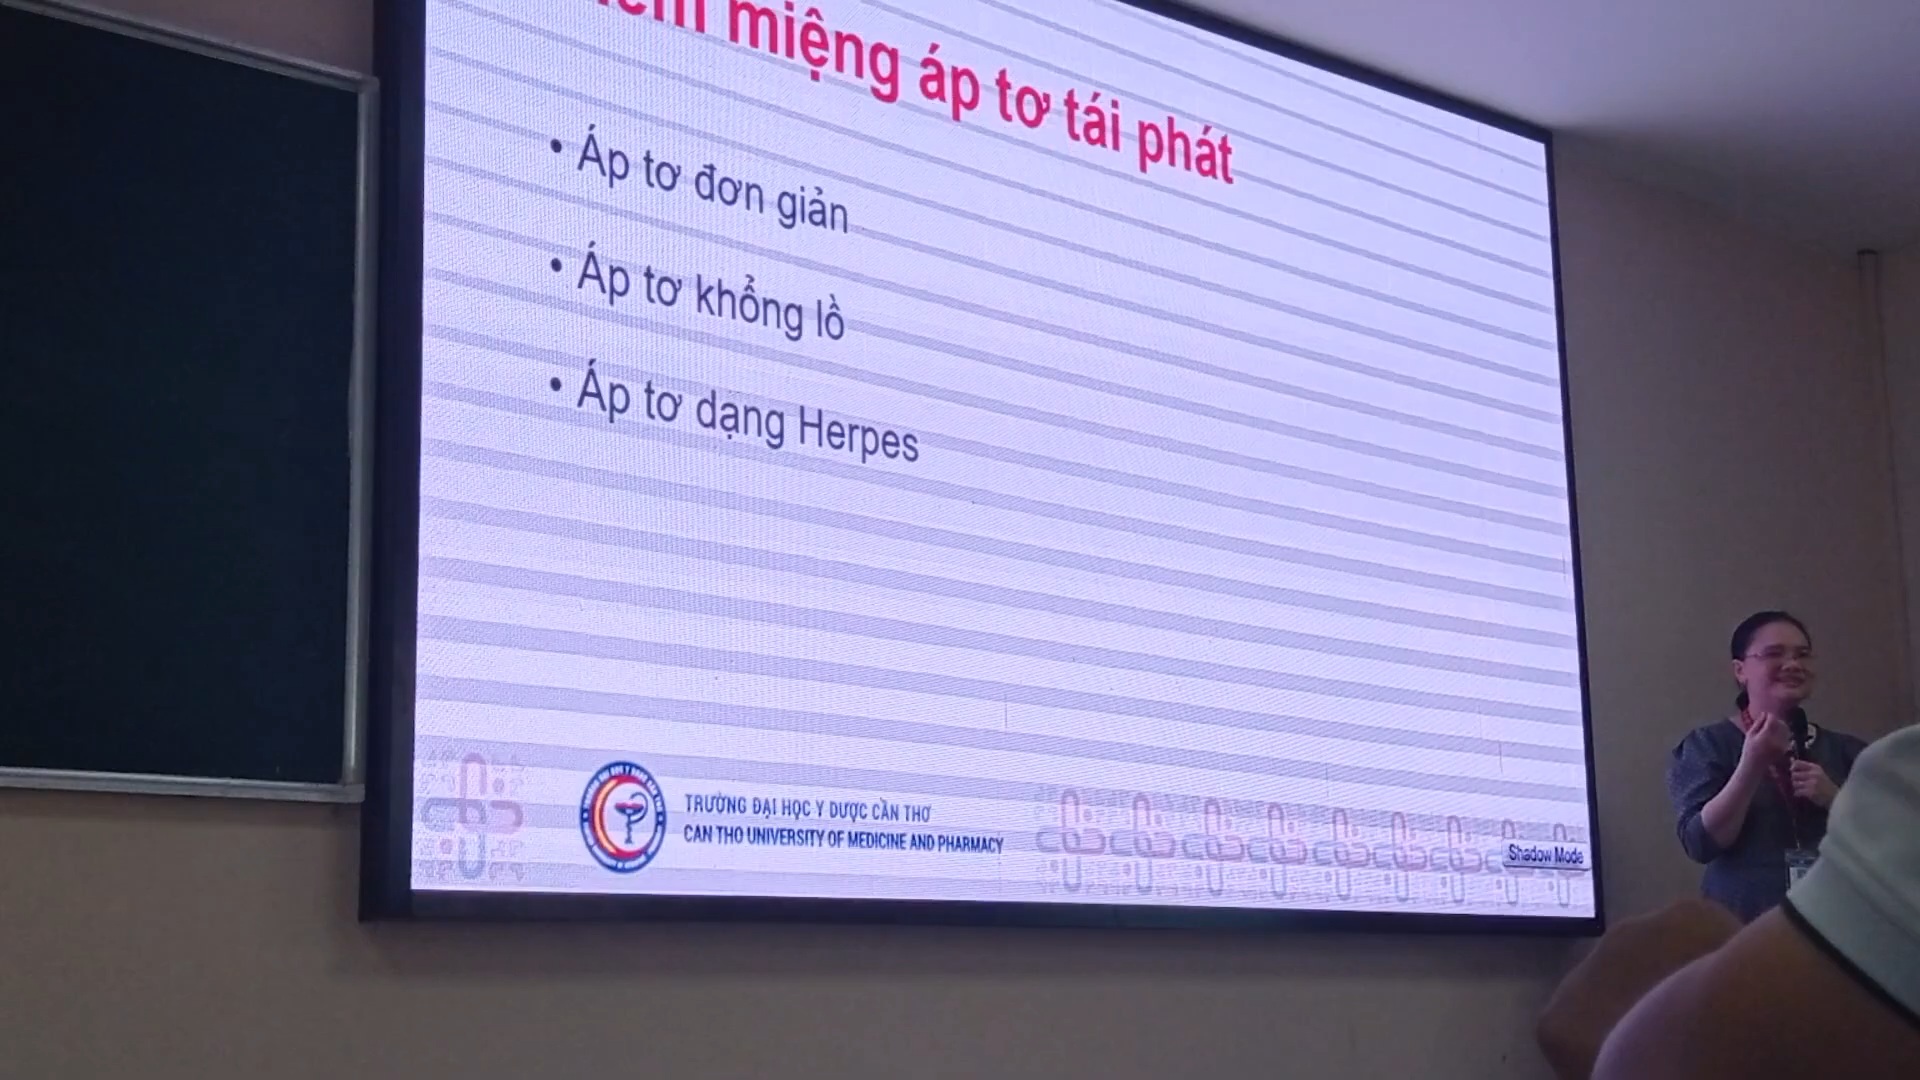 miệng áp tơ tái phát
• Áp tơ đơn giản
• Áp tơ khổng lồ
• Áp tơ dạng Herpes
TRƯỜNG ĐẠI HỌC Y DƯỢC CẦN THƠ
CAN THO UNIVERSITY OF MEDICINE AND PHARMACY
Shadow Mode